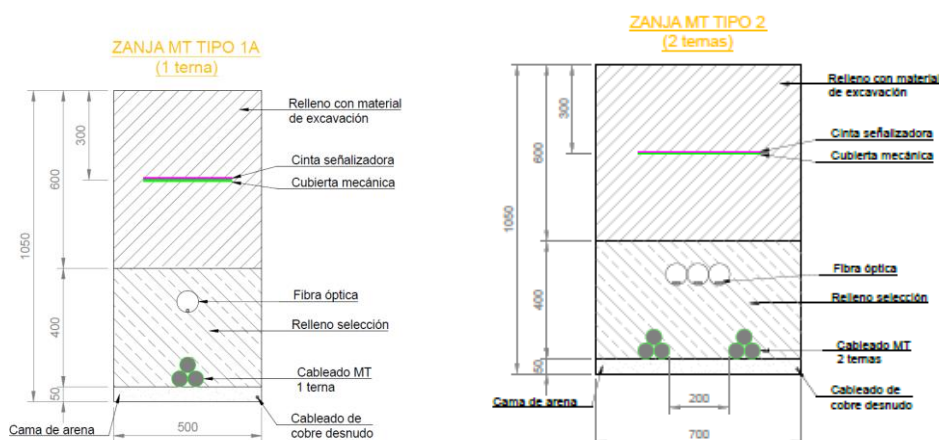 ZANJA MT TIPO 1A
(1 terna)
Relleno con material
de excavación
Cinta señalizadora
Cubierta mecánica
Fibra óptica
Relleno selección
Cableado MT
1 terna
Cama de arena
Cableado de
cobre desnudo
1050
600
300
400
50
500
ZANJA MT TIPO 2
(2 ternas)
Relleno con material
de excavación
Cinta señalizadora
Cubierta mecánica
Fibra óptica
Relleno selección
Cableado MT
2 ternas
Cama de arena
Cableado de
cobre desnudo
1050
600
300
400
50
200
700